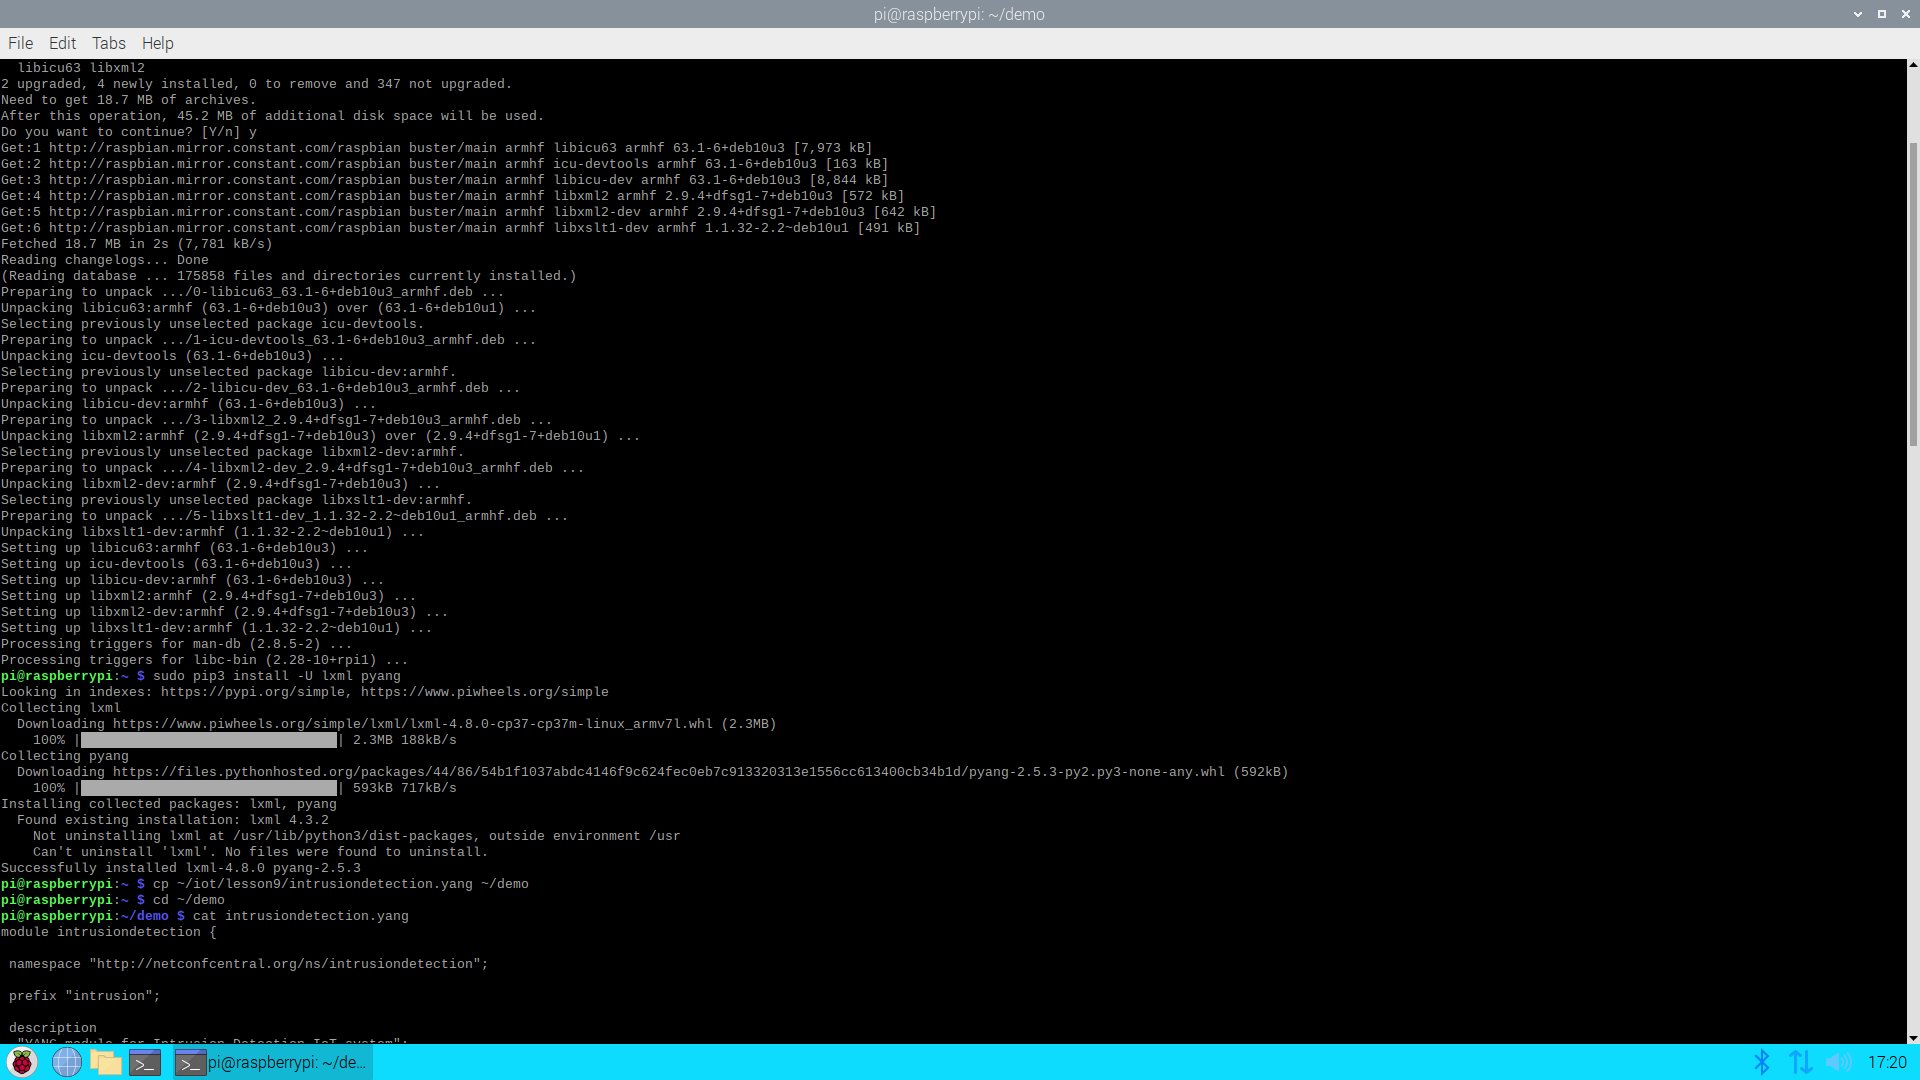 pi@raspberrypi: ~/demo
File Edit Tabs Help
  libicu63 libxml2
2 upgraded, 4 newly installed, 0 to remove and 347 not upgraded.
Need to get 18.7 MB of archives.
After this operation, 45.2 MB of additional disk space will be used.
Do you want to continue? [Y/n] y
Get:1 http://raspbian.mirror.constant.com/raspbian buster/main armhf libicu63 armhf 63.1-6+deb10u3 [7,973 kB]
Get:2 http://raspbian.mirror.constant.com/raspbian buster/main armhf icu-devtools armhf 63.1-6+deb10u3 [163 kB]
Get:3 http://raspbian.mirror.constant.com/raspbian buster/main armhf libicu-dev armhf 63.1-6+deb10u3 [8,844 kB]
Get:4 http://raspbian.mirror.constant.com/raspbian buster/main armhf libxml2 armhf 2.9.4+dfsg1-7+deb10u3 [572 kB]
Get:5 http://raspbian.mirror.constant.com/raspbian buster/main armhf libxml2-dev armhf 2.9.4+dfsg1-7+deb10u3 [642 kB]
Get:6 http://raspbian.mirror.constant.com/raspbian buster/main armhf libxslt1-dev armhf 1.1.32-2.2~deb10u1 [491 kB]
Fetched 18.7 MB in 2s (7,781 kB/s)
Reading changelogs... Done
(Reading database ... 175858 files and directories currently installed.)
Preparing to unpack .../0-libicu63_63.1-6+deb10u3_armhf.deb ...
Unpacking libicu63:armhf (63.1-6+deb10u3) over (63.1-6+deb10u1) ...
Selecting previously unselected package icu-devtools.
Preparing to unpack .../1-icu-devtools_63.1-6+deb10u3_armhf.deb ...
Unpacking icu-devtools (63.1-6+deb10u3) ...
Selecting previously unselected package libicu-dev:armhf.
Preparing to unpack .../2-libicu-dev_63.1-6+deb10u3_armhf.deb ...
Unpacking libicu-dev:armhf (63.1-6+deb10u3) ...
Preparing to unpack .../3-libxml2_2.9.4+dfsg1-7+deb10u3_armhf.deb ...
Unpacking libxml2:armhf (2.9.4+dfsg1-7+deb10u3) over (2.9.4+dfsg1-7+deb10u1) ...
Selecting previously unselected package libxml2-dev:armhf.
Preparing to unpack .../4-libxml2-dev_2.9.4+dfsg1-7+deb10u3_armhf.deb ...
Unpacking libxml2-dev:armhf (2.9.4+dfsg1-7+deb10u3) ...
Selecting previously unselected package libxslt1-dev:armhf.
Preparing to unpack .../5-libxslt1-dev_1.1.32-2.2~deb10u1_armhf.deb ...
Unpacking libxslt1-dev:armhf (1.1.32-2.2~deb10u1) ...
Setting up libicu63:armhf (63.1-6+deb10u3) ...
Setting up icu-devtools (63.1-6+deb10u3) ...
Setting up libicu-dev:armhf (63.1-6+deb10u3) ...
Setting up libxml2:armhf (2.9.4+dfsg1-7+deb10u3) ...
Setting up libxml2-dev:armhf (2.9.4+dfsg1-7+deb10u3) ...
Setting up libxslt1-dev:armhf (1.1.32-2.2~deb10u1) ...
Processing triggers for man-db (2.8.5-2) ...
Processing triggers for libc-bin (2.28-10+rpi1) ...
pi@raspberrypi:~ $ sudo pip3 install -U lxml pyang
Looking in indexes: https://pypi.org/simple, https://www.piwheels.org/simple
Collecting lxml
  Downloading https://www.piwheels.org/simple/lxml/lxml-4.8.0-cp37-cp37m-linux_armv7l.whl (2.3MB)
    100% |████████████████████████████████| 2.3MB 188kB/s
Collecting pyang
  Downloading https://files.pythonhosted.org/packages/44/86/54b1f1037abdc4146f9c624fec0eb7c913320313e1556cc613400cb34b1d/pyang-2.5.3-py2.py3-none-any.whl (592kB)
    100% |████████████████████████████████| 593kB 717kB/s
Installing collected packages: lxml, pyang
  Found existing installation: lxml 4.3.2
    Not uninstalling lxml at /usr/lib/python3/dist-packages, outside environment /usr
    Can't uninstall 'lxml'. No files were found to uninstall.
Successfully installed lxml-4.8.0 pyang-2.5.3
pi@raspberrypi:~ $ cp ~/iot/lesson9/intrusiondetection.yang ~/demo
pi@raspberrypi:~ $ cd ~/demo
pi@raspberrypi:~/demo $ cat intrusiondetection.yang
module intrusiondetection {
 namespace "http://netconfcentral.org/ns/intrusiondetection";
 prefix "intrusion";
 description
  "YANG module for Intrusion Detection IoT system";
pi@raspberrypi: ~/de...
17:20